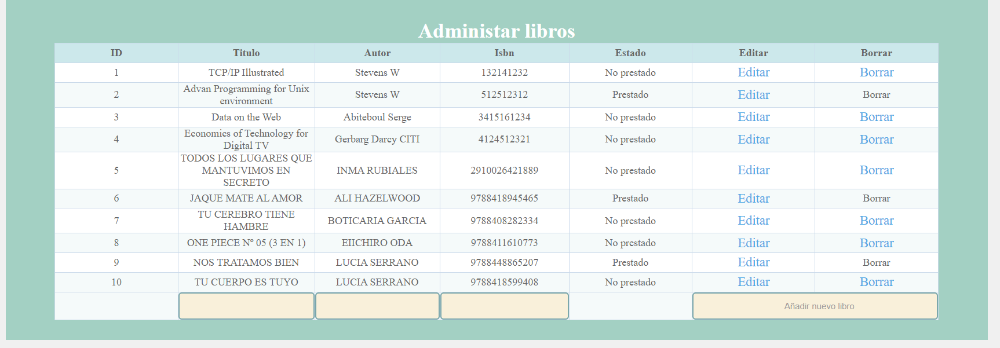 Administar libros
ID Titulo Autor Isbn Estado Editar Borrar
1 TCP/IP Illustrated Stevens W 132141232 No prestado Editar Borrar
2 Advan Programming for Unix
environment Stevens W 512512312 Prestado Editar Borrar
3 Data on the Web Abiteboul Serge 3415161234 No prestado Editar Borrar
4 Economics of Technology for
Digital TV Gerbarg Darcy CITI 4124512321 No prestado Editar Borrar
5 TODOS LOS LUGARES QUE
MANTUVIMOS EN
SECRETO INMA RUBIALES 2910026421889 No prestado Editar Borrar
6 JAQUE MATE AL AMOR ALI HAZELWOOD 9788418945465 Prestado Editar Borrar
7 TU CEREBRO TIENE
HAMBRE BOTICARIA GARCIA 9788408282334 No prestado Editar Borrar
8 ONE PIECE Nº 05 (3 EN 1) EIICHIRO ODA 9788411610773 No prestado Editar Borrar
9 NOS TRATAMOS BIEN LUCIA SERRANO 9788448865207 Prestado Editar Borrar
10 TU CUERPO ES TUYO LUCIA SERRANO 9788418599408 No prestado Editar Borrar
Añadir nuevo libro